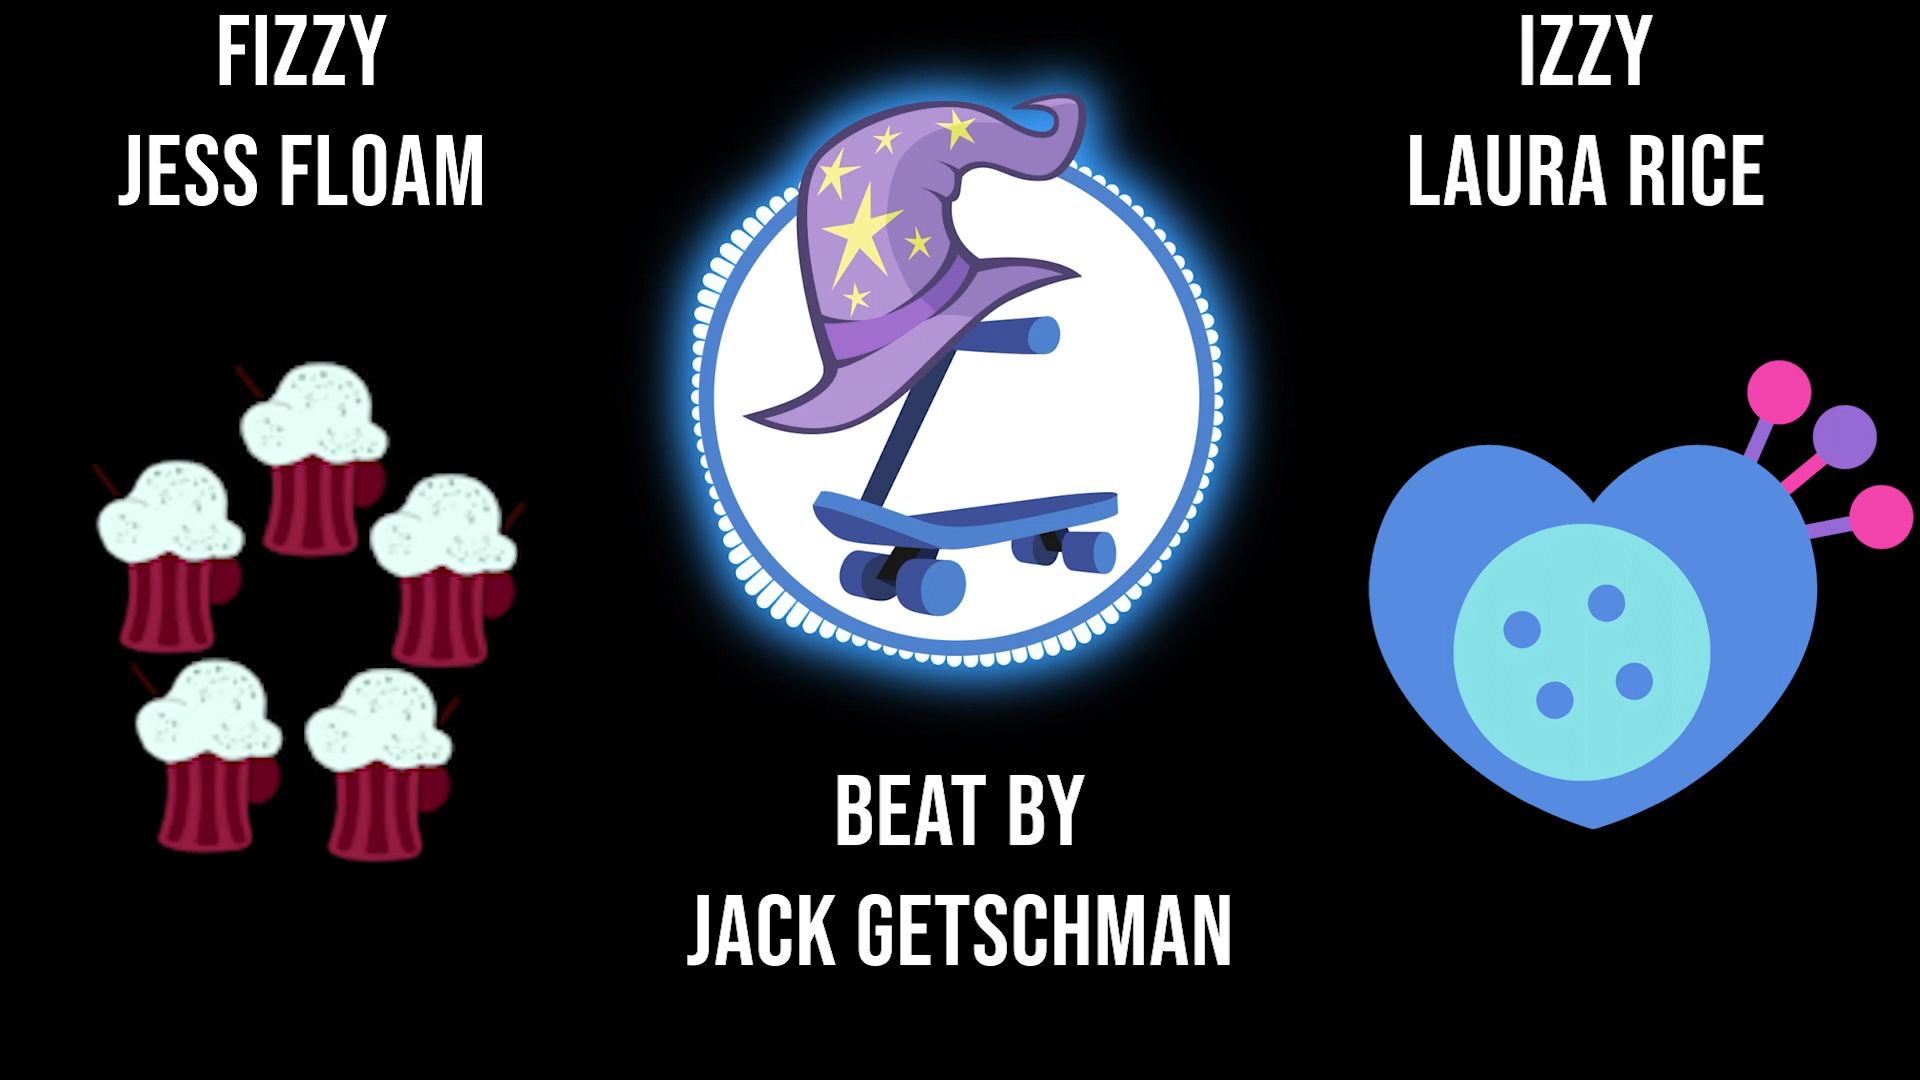 FIZZY
JESS FLOAM
IZZY
LAURA RICE
BEAT BY
JACK GETSCHMAN